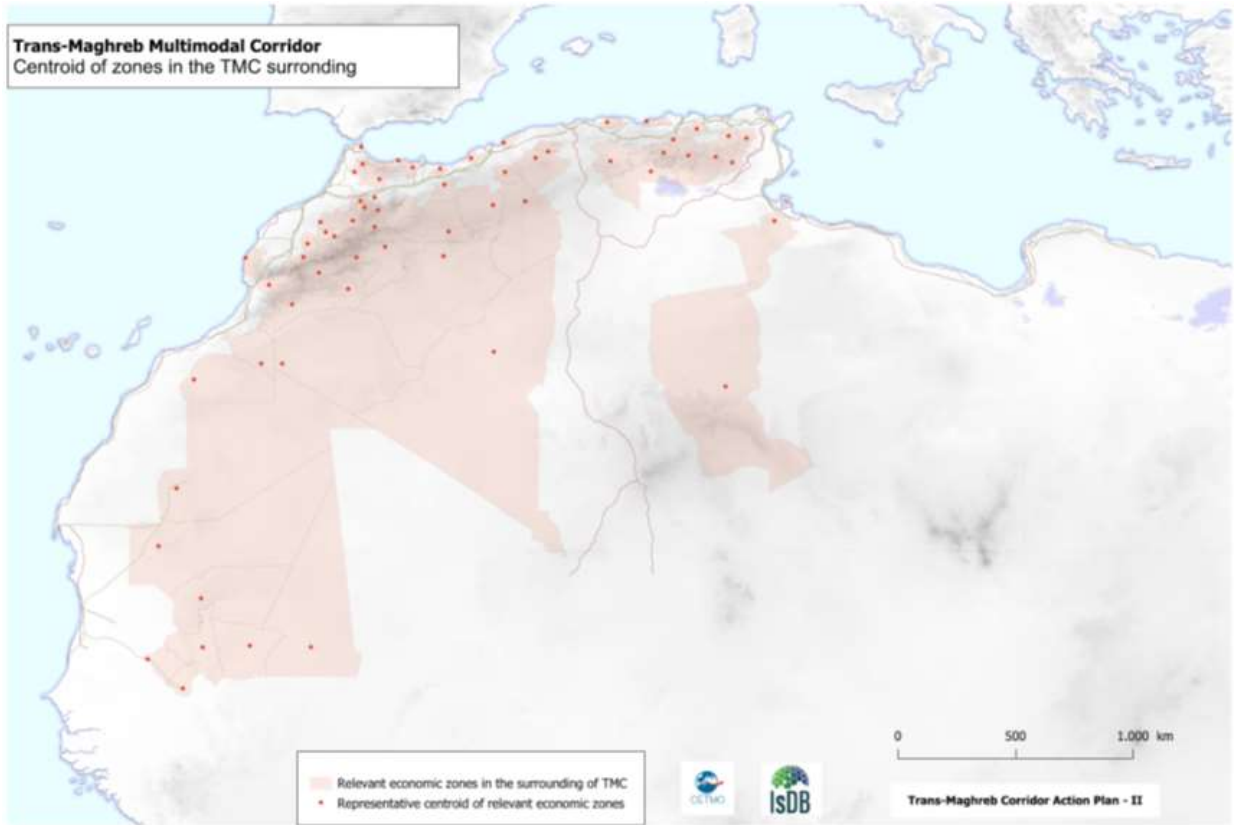 Trans-Maghreb Multimodal Corridor
Centroid of zones in the TMC surronding
0 500 1.000 km
Relevant economic zones in the surrounding of TMC
Representative centroid of relevant economic zones
CETMO
IsDB
Trans-Maghreb Corridor Action Plan - II